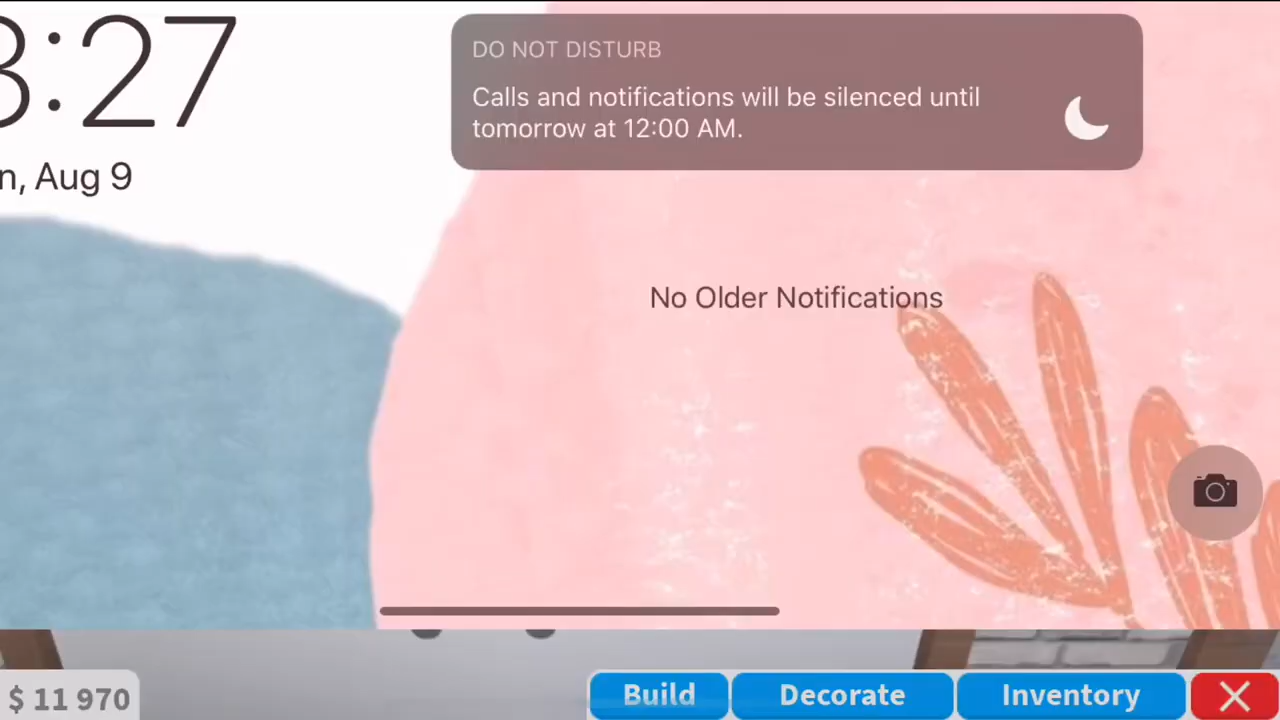 :27
n, Aug 9
DO NOT DISTURB
Calls and notifications will be silenced until
tomorrow at 12:00 AM.
No Older Notifications
$ 11 970
Build
Decorate
Inventory